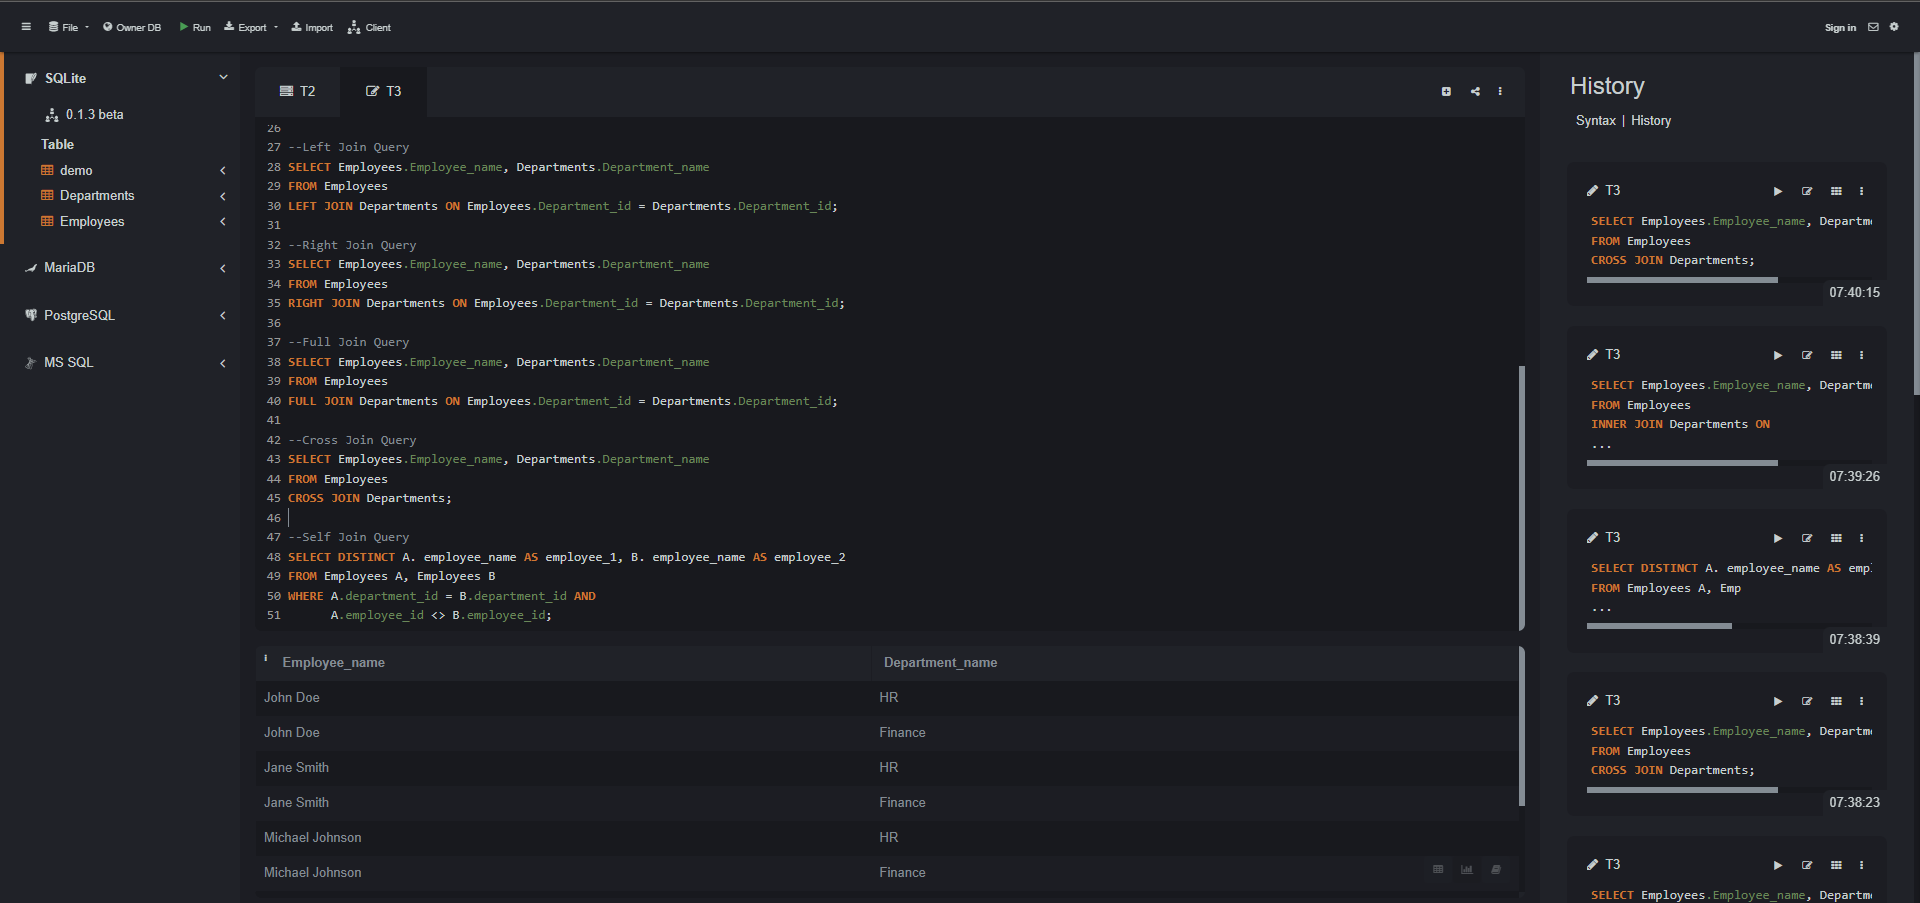 File Owner DB Run Export Import Client Sign in
SQLite
0.1.3 beta
Table
demo
Departments
Employees
MariaDB
PostgreSQL
MS SQL
T2 T3
26
27 --Left Join Query
28 SELECT Employees.Employee_name, Departments.Department_name
29 FROM Employees
30 LEFT JOIN Departments ON Employees.Department_id = Departments.Department_id;
31
32 --Right Join Query
33 SELECT Employees.Employee_name, Departments.Department_name
34 FROM Employees
35 RIGHT JOIN Departments ON Employees.Department_id = Departments.Department_id;
36
37 --Full Join Query
38 SELECT Employees.Employee_name, Departments.Department_name
39 FROM Employees
40 FULL JOIN Departments ON Employees.Department_id = Departments.Department_id;
41
42 --Cross Join Query
43 SELECT Employees.Employee_name, Departments.Department_name
44 FROM Employees
45 CROSS JOIN Departments;
46
47 --Self Join Query
48 SELECT DISTINCT A. employee_name AS employee_1, B. employee_name AS employee_2
49 FROM Employees A, Employees B
50 WHERE A.department_id = B.department_id AND
51 A.employee_id <> B.employee_id;
Employee_name Department_name
John Doe HR
John Doe Finance
Jane Smith HR
Jane Smith Finance
Michael Johnson HR
Michael Johnson Finance
History
Syntax | History
T3
SELECT Employees.Employee_name, Departm
FROM Employees
CROSS JOIN Departments;
07:40:15
T3
SELECT Employees.Employee_name, Departm
FROM Employees
INNER JOIN Departments ON
...
07:39:26
T3
SELECT DISTINCT A. employee_name AS empl
FROM Employees A, Emp
...
07:38:39
T3
SELECT Employees.Employee_name, Departm
FROM Employees
CROSS JOIN Departments;
07:38:23
T3
SELECT Employees.Employee_name, Departm